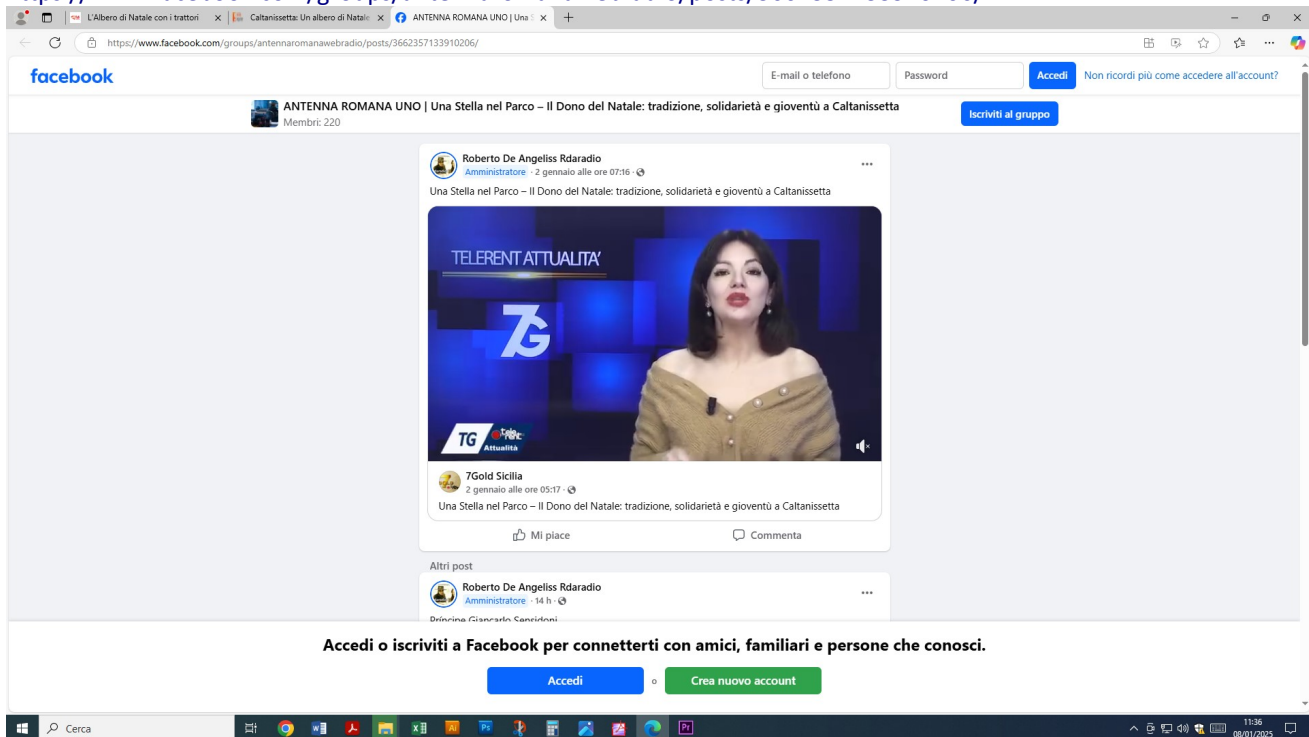 L'Albero di Natale con i trattori
Caltanissetta: Un albero di Natale
ANTENNA ROMANA UNO | Una S
https://www.facebook.com/groups/antennaromanawebradio/posts/3662357133910206/
facebook
E-mail o telefono
Password
Accedi
Non ricordi più come accedere all'account?
ANTENNA ROMANA UNO | Una Stella nel Parco – Il Dono del Natale: tradizione, solidarietà e gioventù a Caltanissetta
Membri: 220
Iscriviti al gruppo
Roberto De Angeliss Rdaradio
Amministratore · 2 gennaio alle ore 07:16 ·
Una Stella nel Parco – Il Dono del Natale: tradizione, solidarietà e gioventù a Caltanissetta
TELERENT ATTUALITA'
7G
TG
Attualità
7Gold Sicilia
2 gennaio alle ore 05:17 ·
Una Stella nel Parco – Il Dono del Natale: tradizione, solidarietà e gioventù a Caltanissetta
Mi piace
Commenta
Altri post
Roberto De Angeliss Rdaradio
Amministratore · 14 h ·
Principe Giancarlo Sensidoni
Accedi o iscriviti a Facebook per connetterti con amici, familiari e persone che conosci.
Accedi
o
Crea nuovo account
Cerca
11:36
08/01/2025